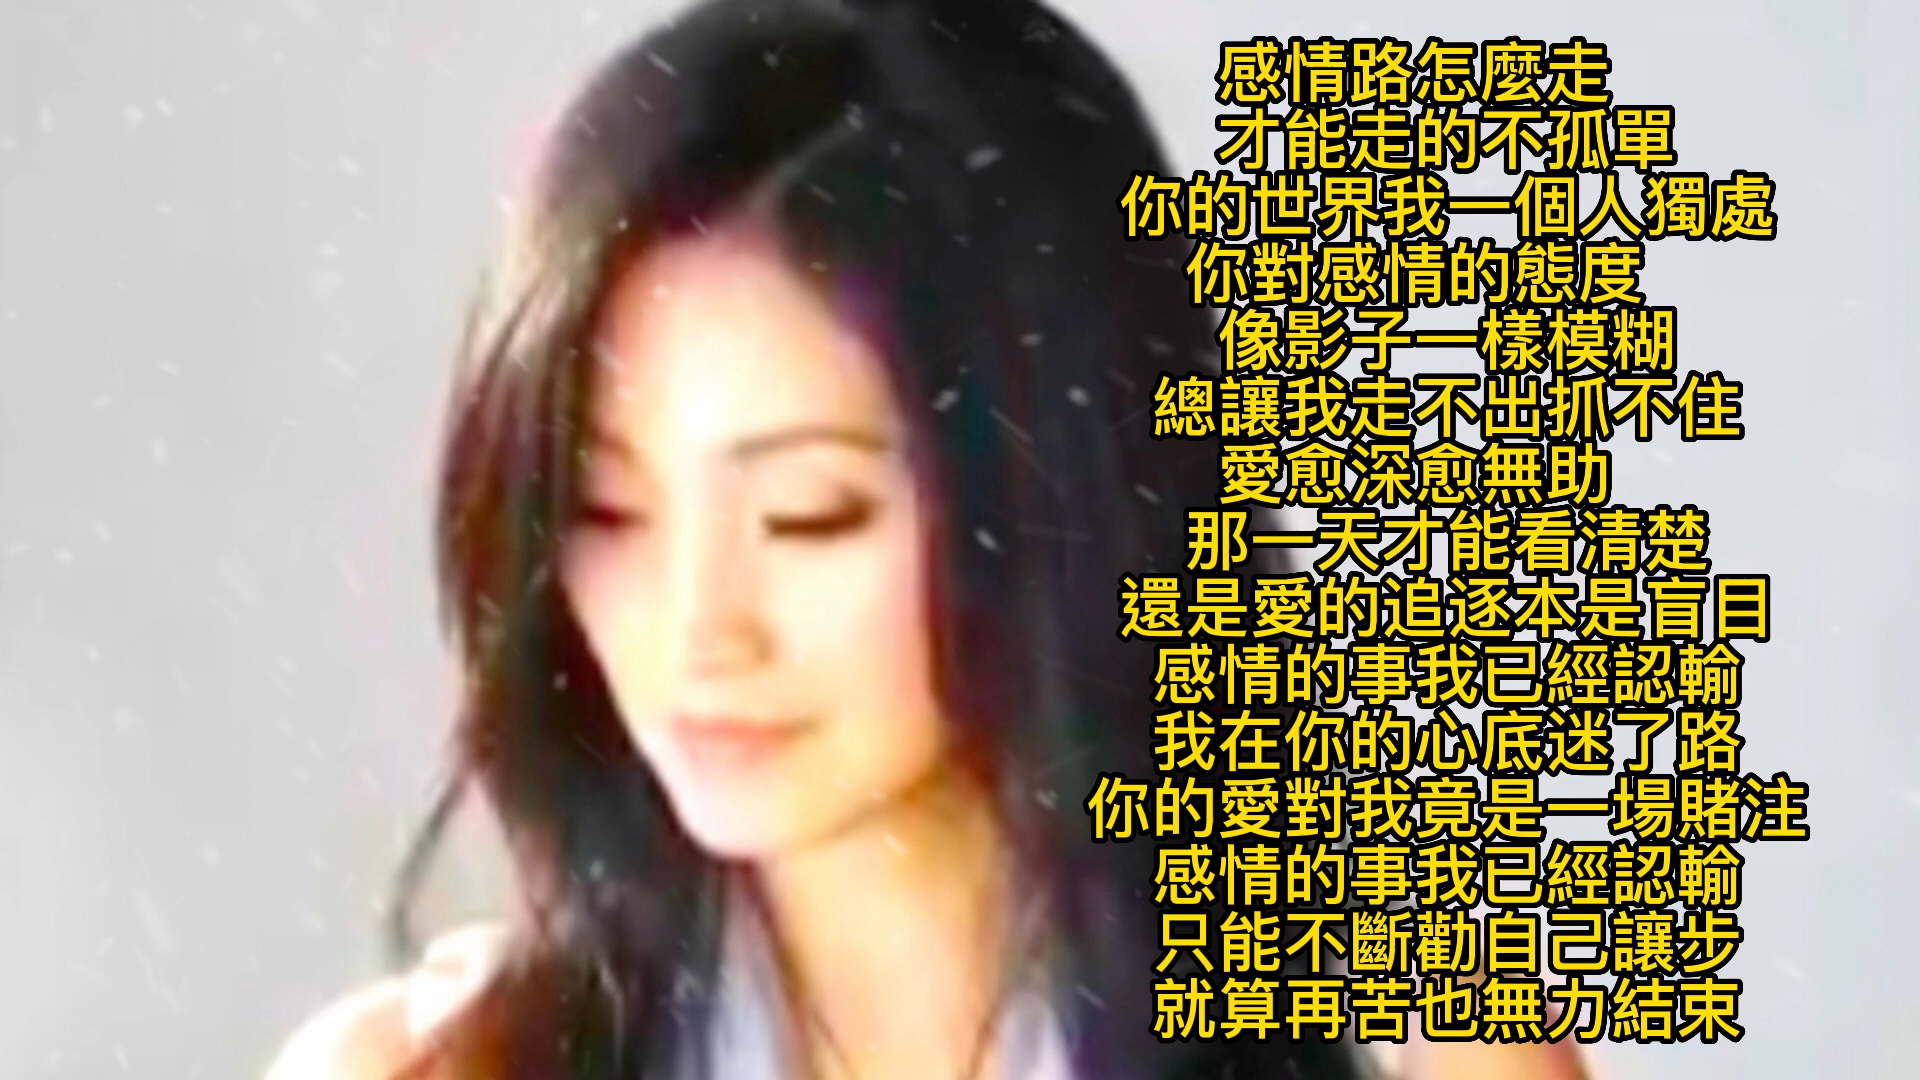 感情路怎麼走
才能走的不孤單
你的世界我一個人獨處
你對感情的態度
像影子一樣模糊
總讓我走不出抓不住
愛愈深愈無助
那一天才能看清楚
還是愛的追逐本是盲目
感情的事我已經認輸
我在你的心底迷了路
你的愛對我竟是一場賭注
感情的事我已經認輸
只能不斷勸自己讓步
就算再苦也無力結束